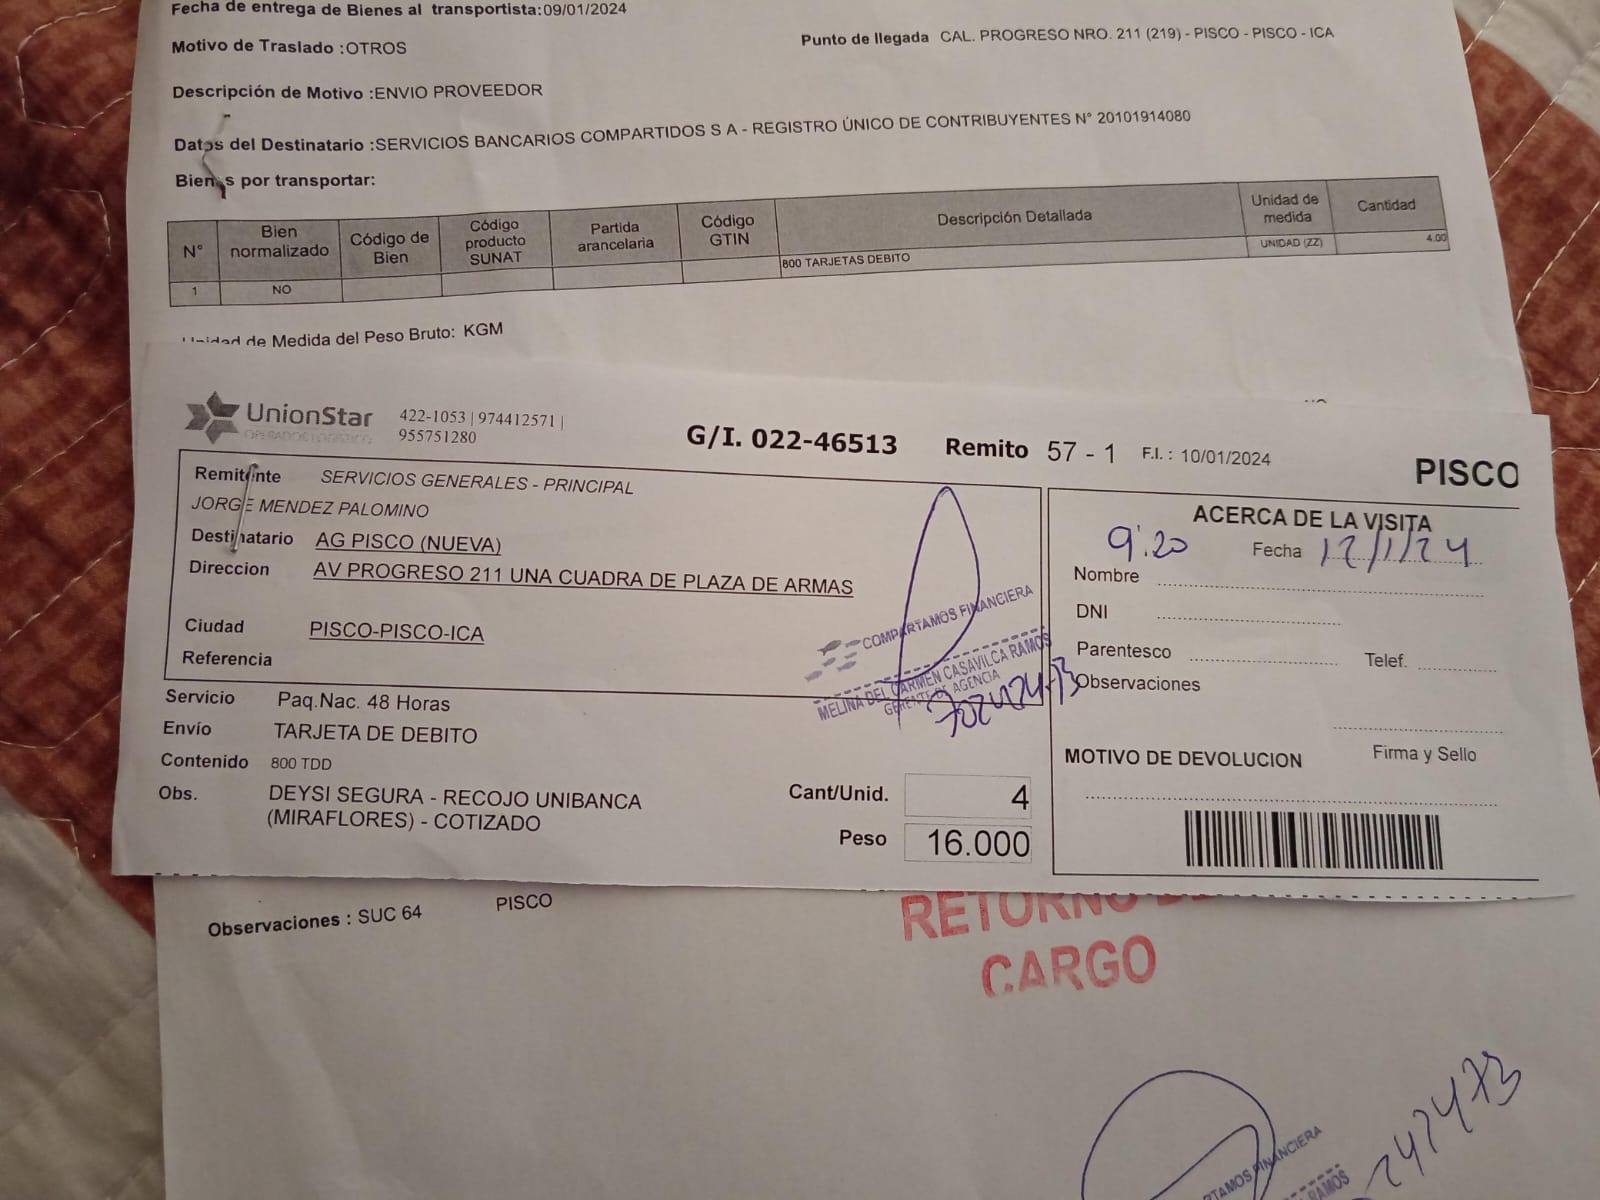 Fecha de entrega de Bienes al transportista:09/01/2024
Motivo de Traslado :OTROS
Punto de llegada CAL. PROGRESO NRO. 211 (219) - PISCO - PISCO - ICA
Descripción de Motivo :ENVIO PROVEEDOR
Datos del Destinatario :SERVICIOS BANCARIOS COMPARTIDOS S A - REGISTRO ÚNICO DE CONTRIBUYENTES N° 20101914080
Bienes por transportar:
N° Bien normalizado Código de Bien Código producto SUNAT Partida arancelaria Código GTIN Descripción Detallada Unidad de medida Cantidad
1 NO 800 TARJETAS DEBITO UNIDAD (ZZ) 4.00
Unidad de Medida del Peso Bruto: KGM
UnionStar
OPERADOR LOGÍSTICO
422-1053 | 974412571 |
955751280
G/I. 022-46513 Remito 57 - 1 F.I. : 10/01/2024
PISCO
Remitente SERVICIOS GENERALES - PRINCIPAL
JORGE MENDEZ PALOMINO
Destinatario AG PISCO (NUEVA)
Direccion AV PROGRESO 211 UNA CUADRA DE PLAZA DE ARMAS
Ciudad PISCO-PISCO-ICA
Referencia
COMPARTAMOS FINANCIERA
MELINA DEL CARMEN CASAVILCA RAMOS
GERENTE DE AGENCIA
70247473
ACERCA DE LA VISITA
9:20 Fecha 12/1/24
Nombre
DNI
Parentesco Telef.
Observaciones
MOTIVO DE DEVOLUCION Firma y Sello
Servicio Paq.Nac. 48 Horas
Envío TARJETA DE DEBITO
Contenido 800 TDD
Obs. DEYSI SEGURA - RECOJO UNIBANCA
(MIRAFLORES) - COTIZADO
Cant/Unid. 4
Peso 16.000
Observaciones : SUC 64 PISCO
RETORNO DE
CARGO
247473
RTAMOS FINANCIERA
RAMOS